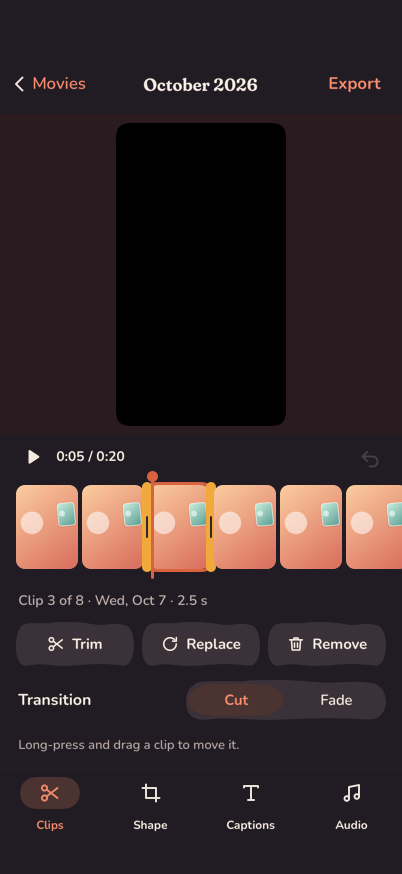 Movies
October 2026
Export
0:05 / 0:20
Clip 3 of 8 · Wed, Oct 7 · 2.5 s
Trim
Replace
Remove
Transition
Cut
Fade
Long-press and drag a clip to move it.
Clips
Shape
Captions
Audio